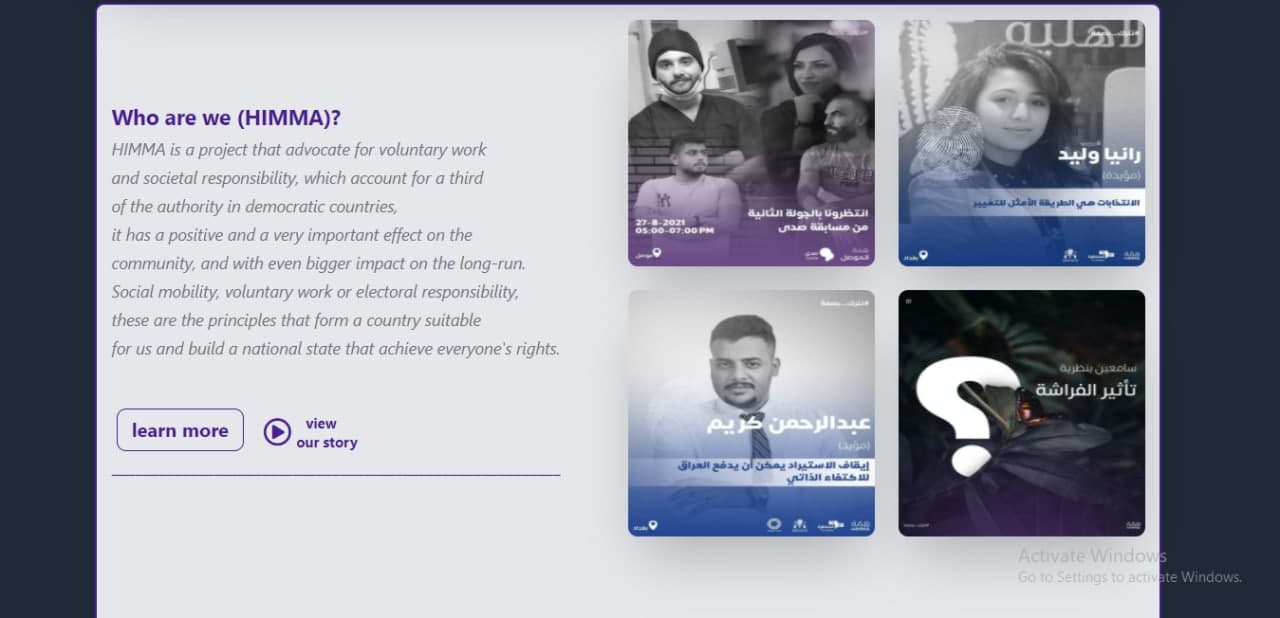 Who are we (HIMMA)?
HIMMA is a project that advocate for voluntary work
and societal responsibility, which account for a third
of the authority in democratic countries,
it has a positive and a very important effect on the
community, and with even bigger impact on the long-run.
Social mobility, voluntary work or electoral responsibility,
these are the principles that form a country suitable
for us and build a national state that achieve everyone's rights.
learn more
view
our story
انتظرونا بالجولة الثانية
من مسابقة صدى
27-8-2021
05:00-07:00 PM
الموصل
همة
الموصل
لاهلية
رانيا وليد
(مؤيدة)
الانتخابات هي الطريقة الأمثل للتغيير
بغداد
#اترك...بصمة
عبدالرحمن كريم
(مؤيد)
إيقاف الاستيراد يمكن أن يدفع العراق
للاكتفاء الذاتي
بغداد
سامعين بنظرية
تأثير الفراشة
؟
Activate Windows
Go to Settings to activate Windows.